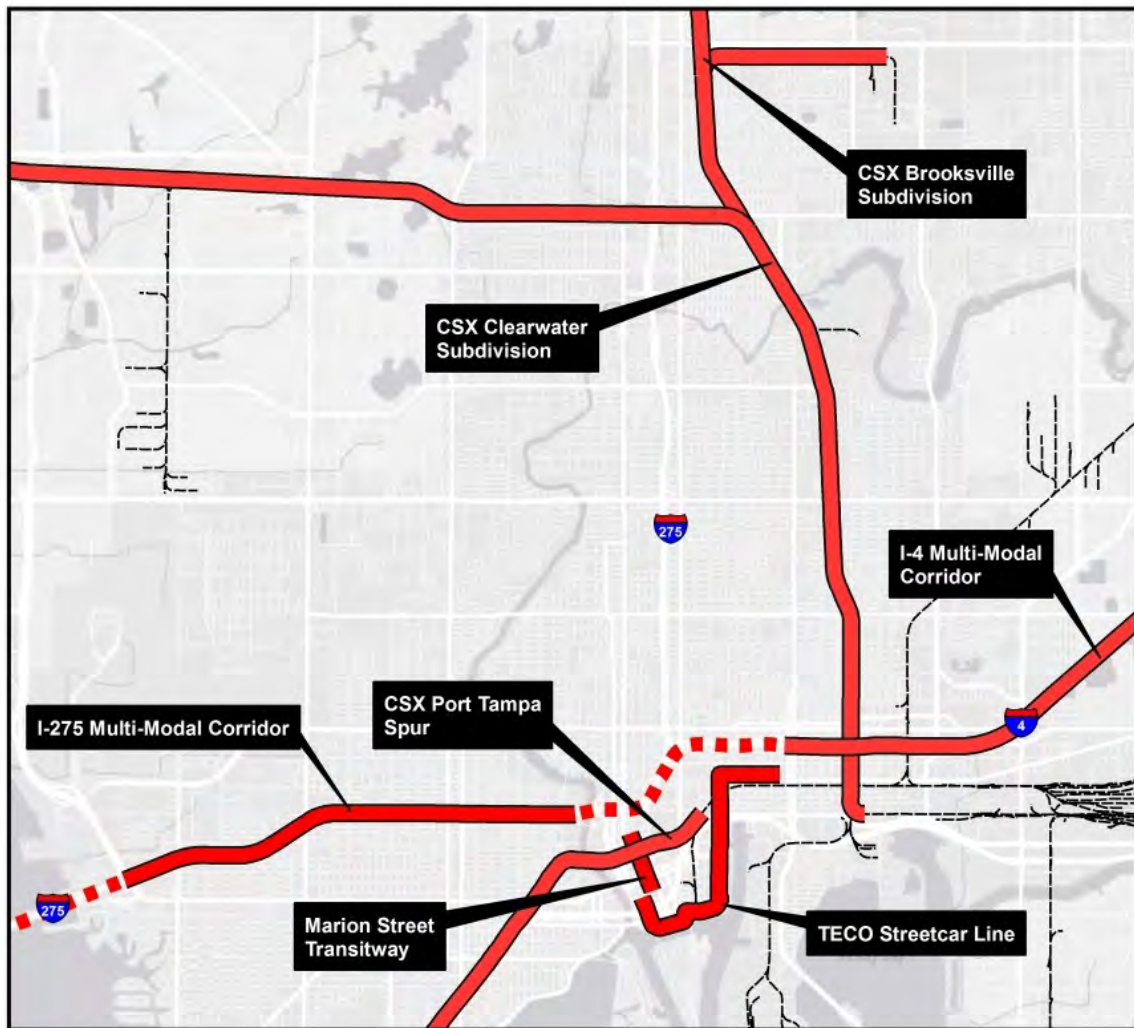 CSX Brooksville
Subdivision
CSX Clearwater
Subdivision
275
I-4 Multi-Modal
Corridor
CSX Port Tampa
Spur
I-275 Multi-Modal Corridor
4
275
Marion Street
Transitway
TECO Streetcar Line